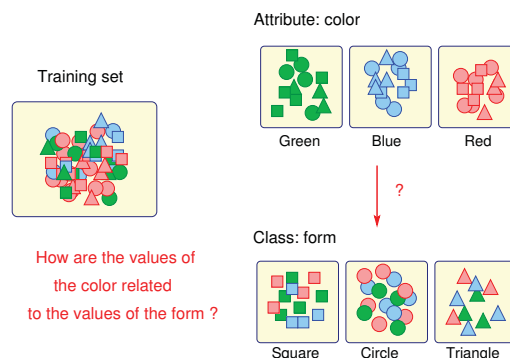 Attribute: color
Training set
Green Blue Red
?
How are the values of
the color related
to the values of the form ?
Class: form
Square Circle Triangle